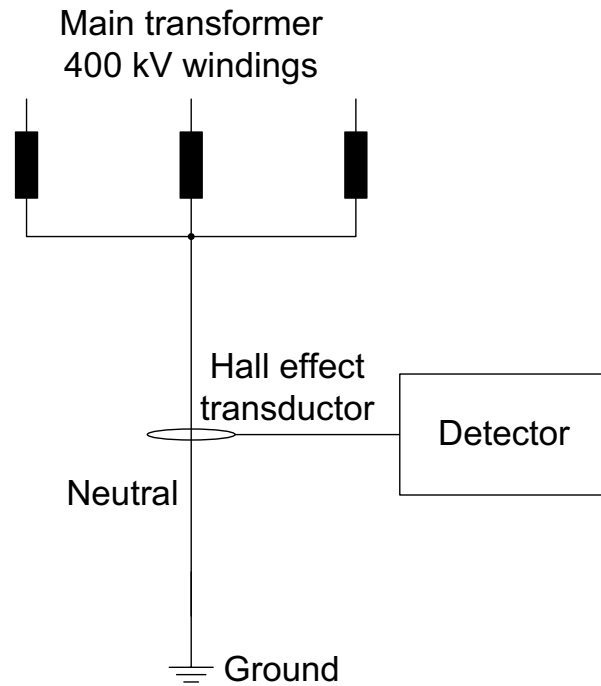 Main transformer
400 kV windings
Hall effect
transductor
Detector
Neutral
Ground